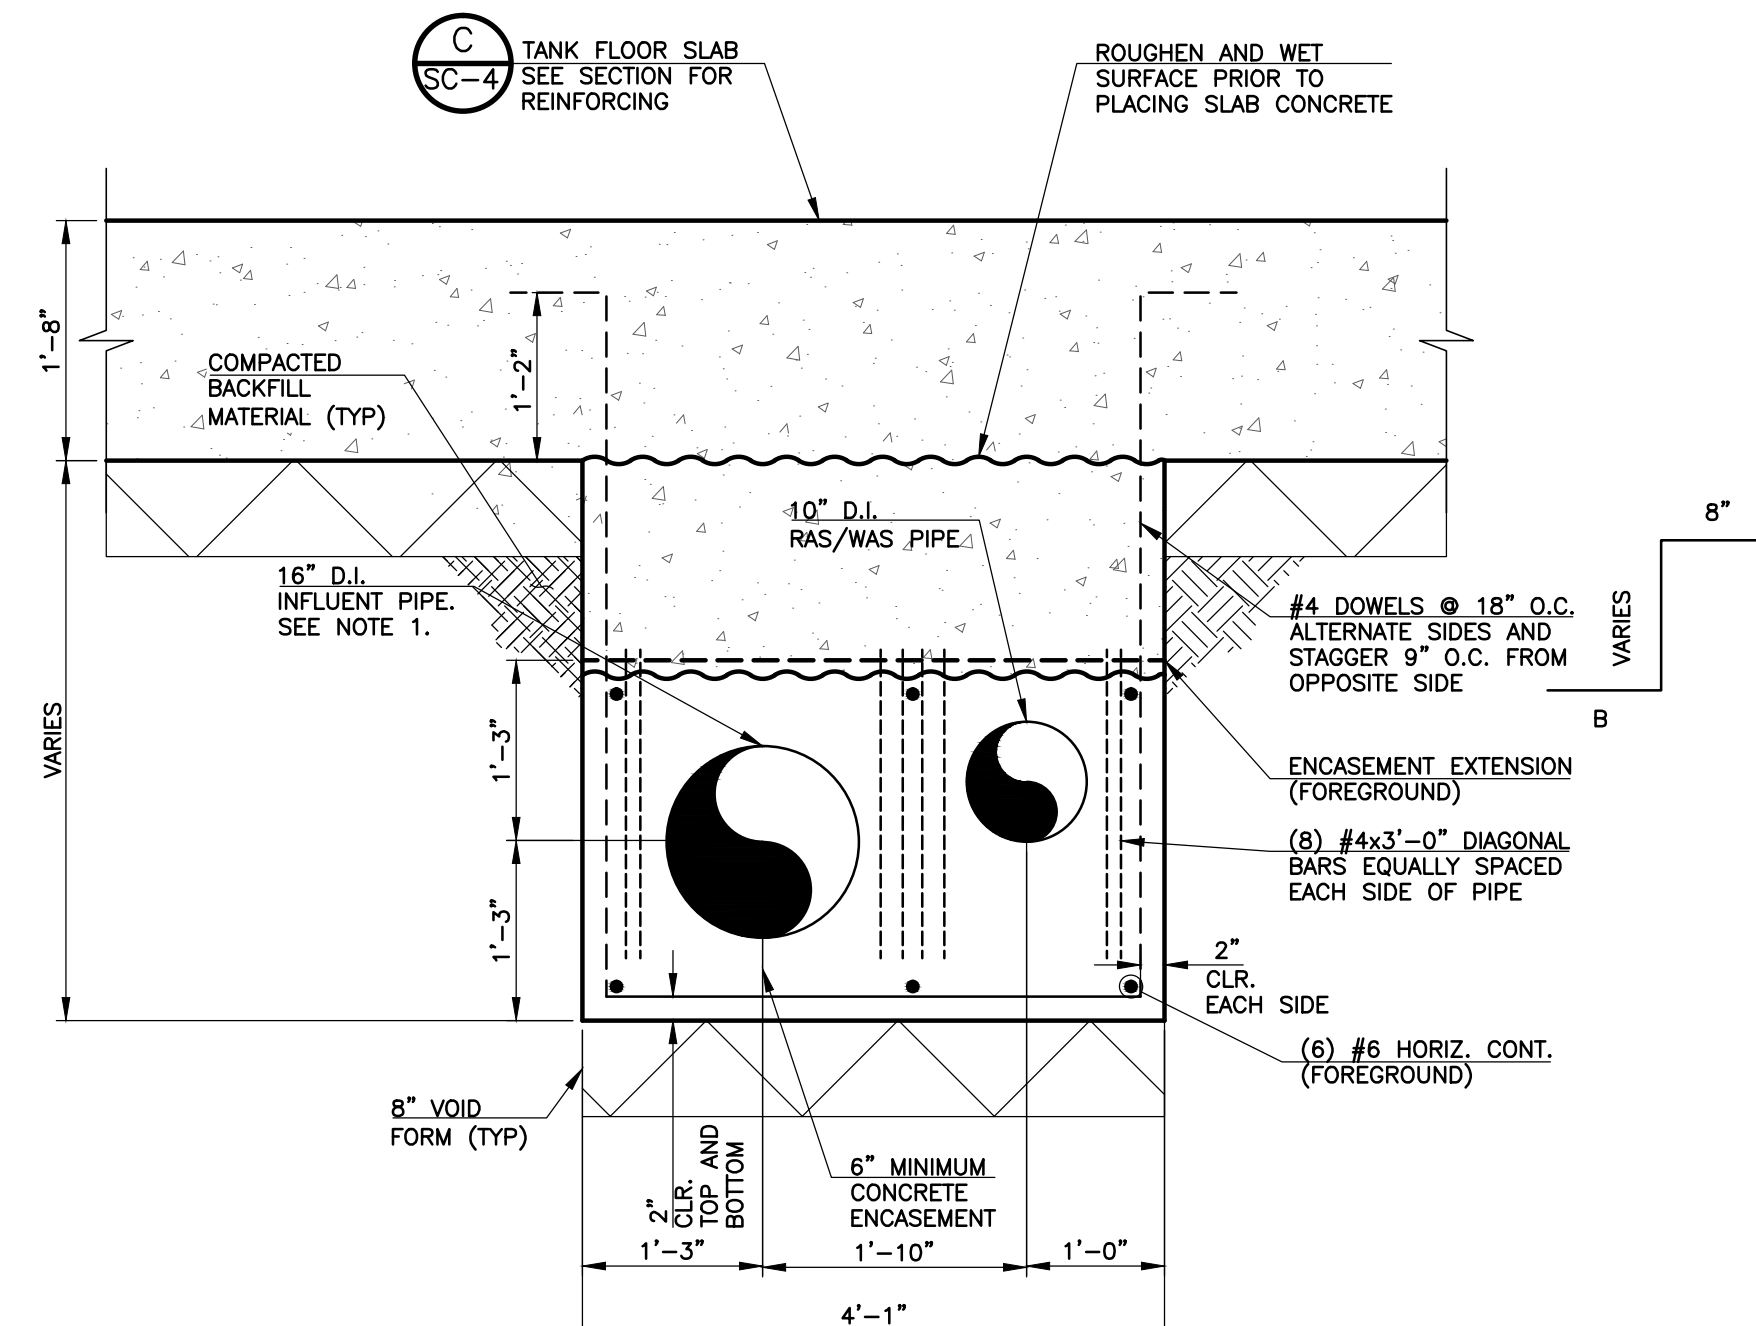 C
SC-4
TANK FLOOR SLAB
SEE SECTION FOR
REINFORCING
ROUGHEN AND WET
SURFACE PRIOR TO
PLACING SLAB CONCRETE
1'-8"
COMPACTED
BACKFILL
MATERIAL (TYP)
1'-2"
10" D.I.
RAS/WAS PIPE
8"
VARIES
B
16" D.I.
INFLUENT PIPE.
SEE NOTE 1.
#4 DOWELS @ 18" O.C.
ALTERNATE SIDES AND
STAGGER 9" O.C. FROM
OPPOSITE SIDE
VARIES
1'-3"
1'-3"
ENCASEMENT EXTENSION
(FOREGROUND)
(8) #4x3'-0" DIAGONAL
BARS EQUALLY SPACED
EACH SIDE OF PIPE
2"
CLR.
EACH SIDE
(6) #6 HORIZ. CONT.
(FOREGROUND)
8" VOID
FORM (TYP)
2"
CLR.
TOP AND
BOTTOM
6" MINIMUM
CONCRETE
ENCASEMENT
1'-3"
1'-10"
1'-0"
4'-1"